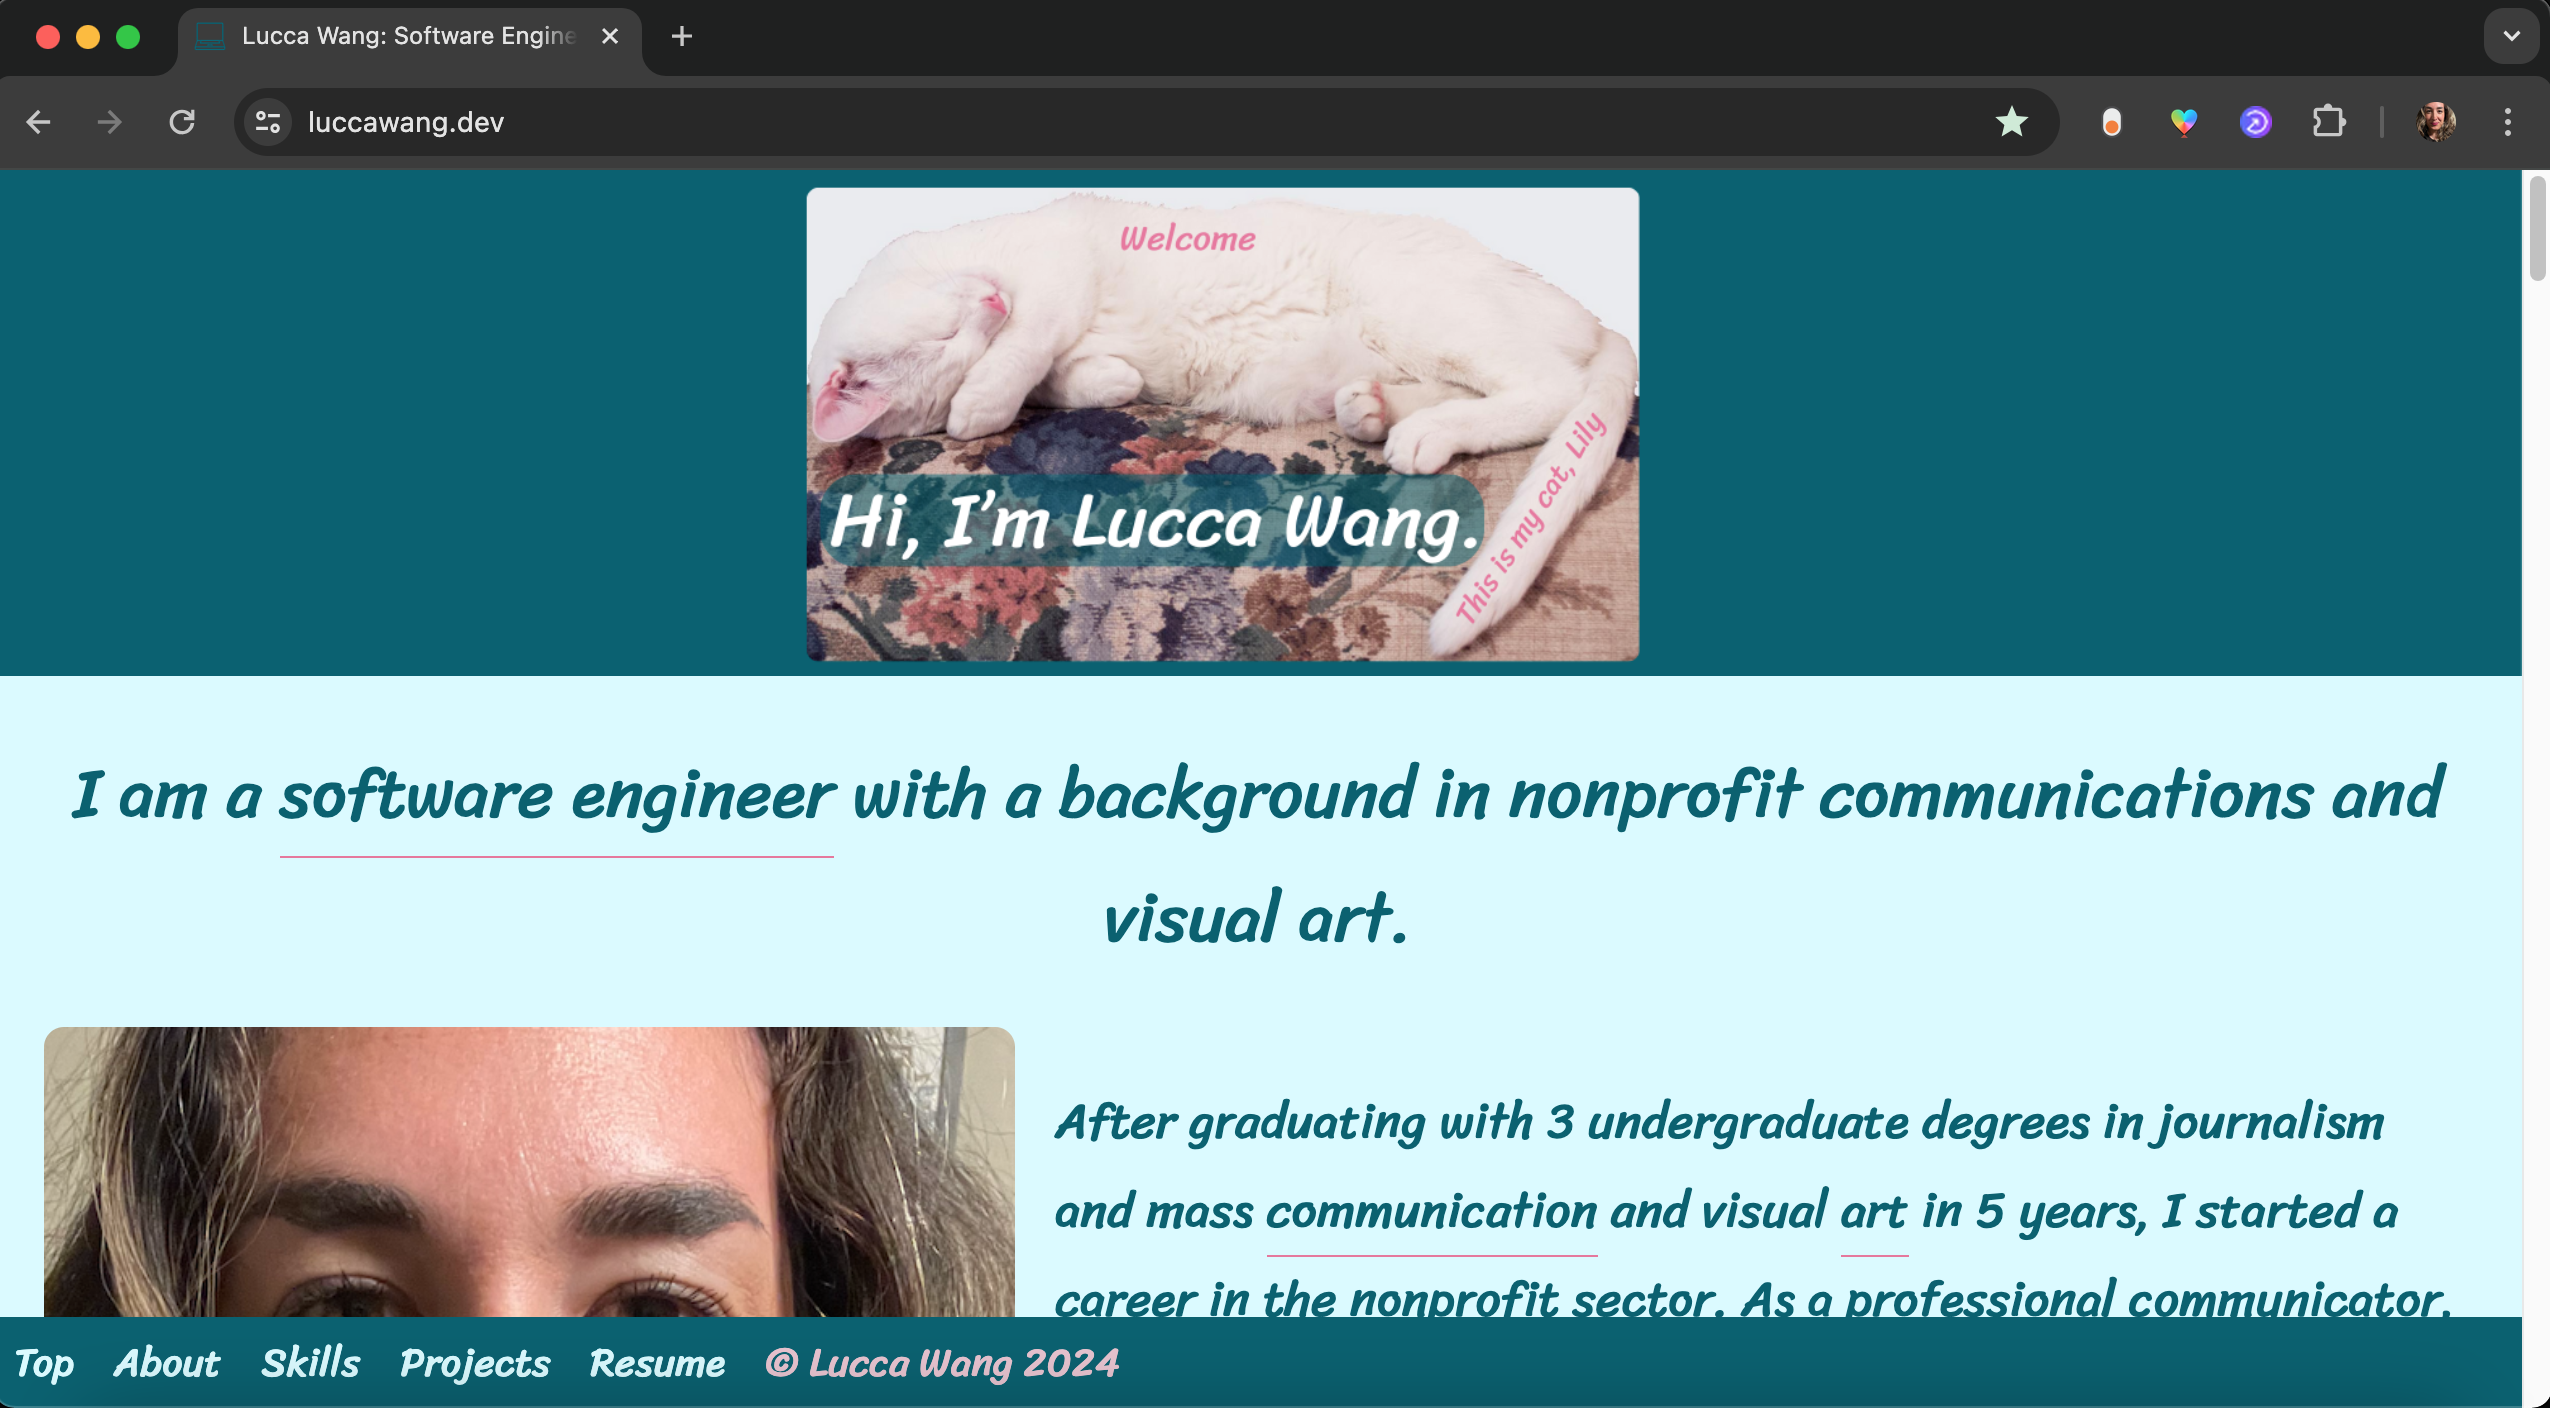 Lucca Wang: Software Engine
luccawang.dev
Welcome
This is my cat, Lily
Hi, I'm Lucca Wang.
I am a software engineer with a background in nonprofit communications and
visual art.
After graduating with 3 undergraduate degrees in journalism
and mass communication and visual art in 5 years, I started a
career in the nonprofit sector. As a professional communicator,
Top About Skills Projects Resume © Lucca Wang 2024